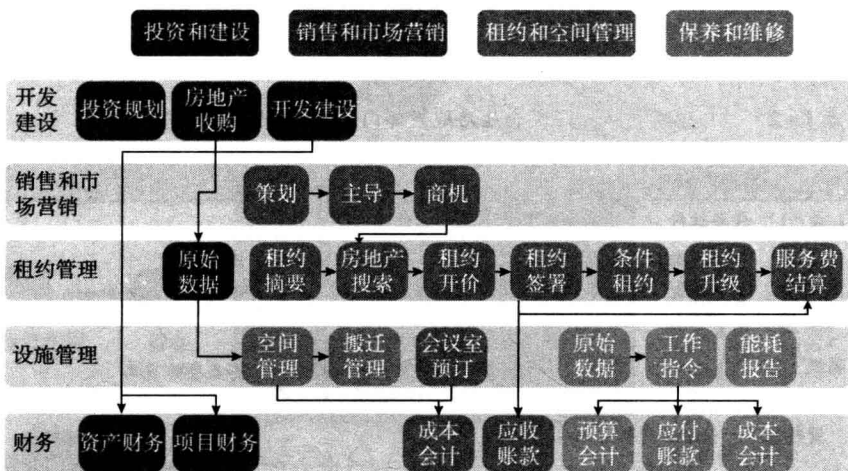 投资和建设
销售和市场营销
租约和空间管理
保养和维修
开发
建设
投资规划
房地产
收购
开发建设
销售和市
场营销
策划
主导
商机
租约管理
原始
数据
租约
摘要
房地产
搜索
租约
开价
租约
签署
条件
租约
租约
升级
服务费
结算
设施管理
空间
管理
搬迁
管理
会议室
预订
原始
数据
工作
指令
能耗
报告
财务
资产财务
项目财务
成本
会计
应收
账款
预算
会计
应付
账款
成本
会计